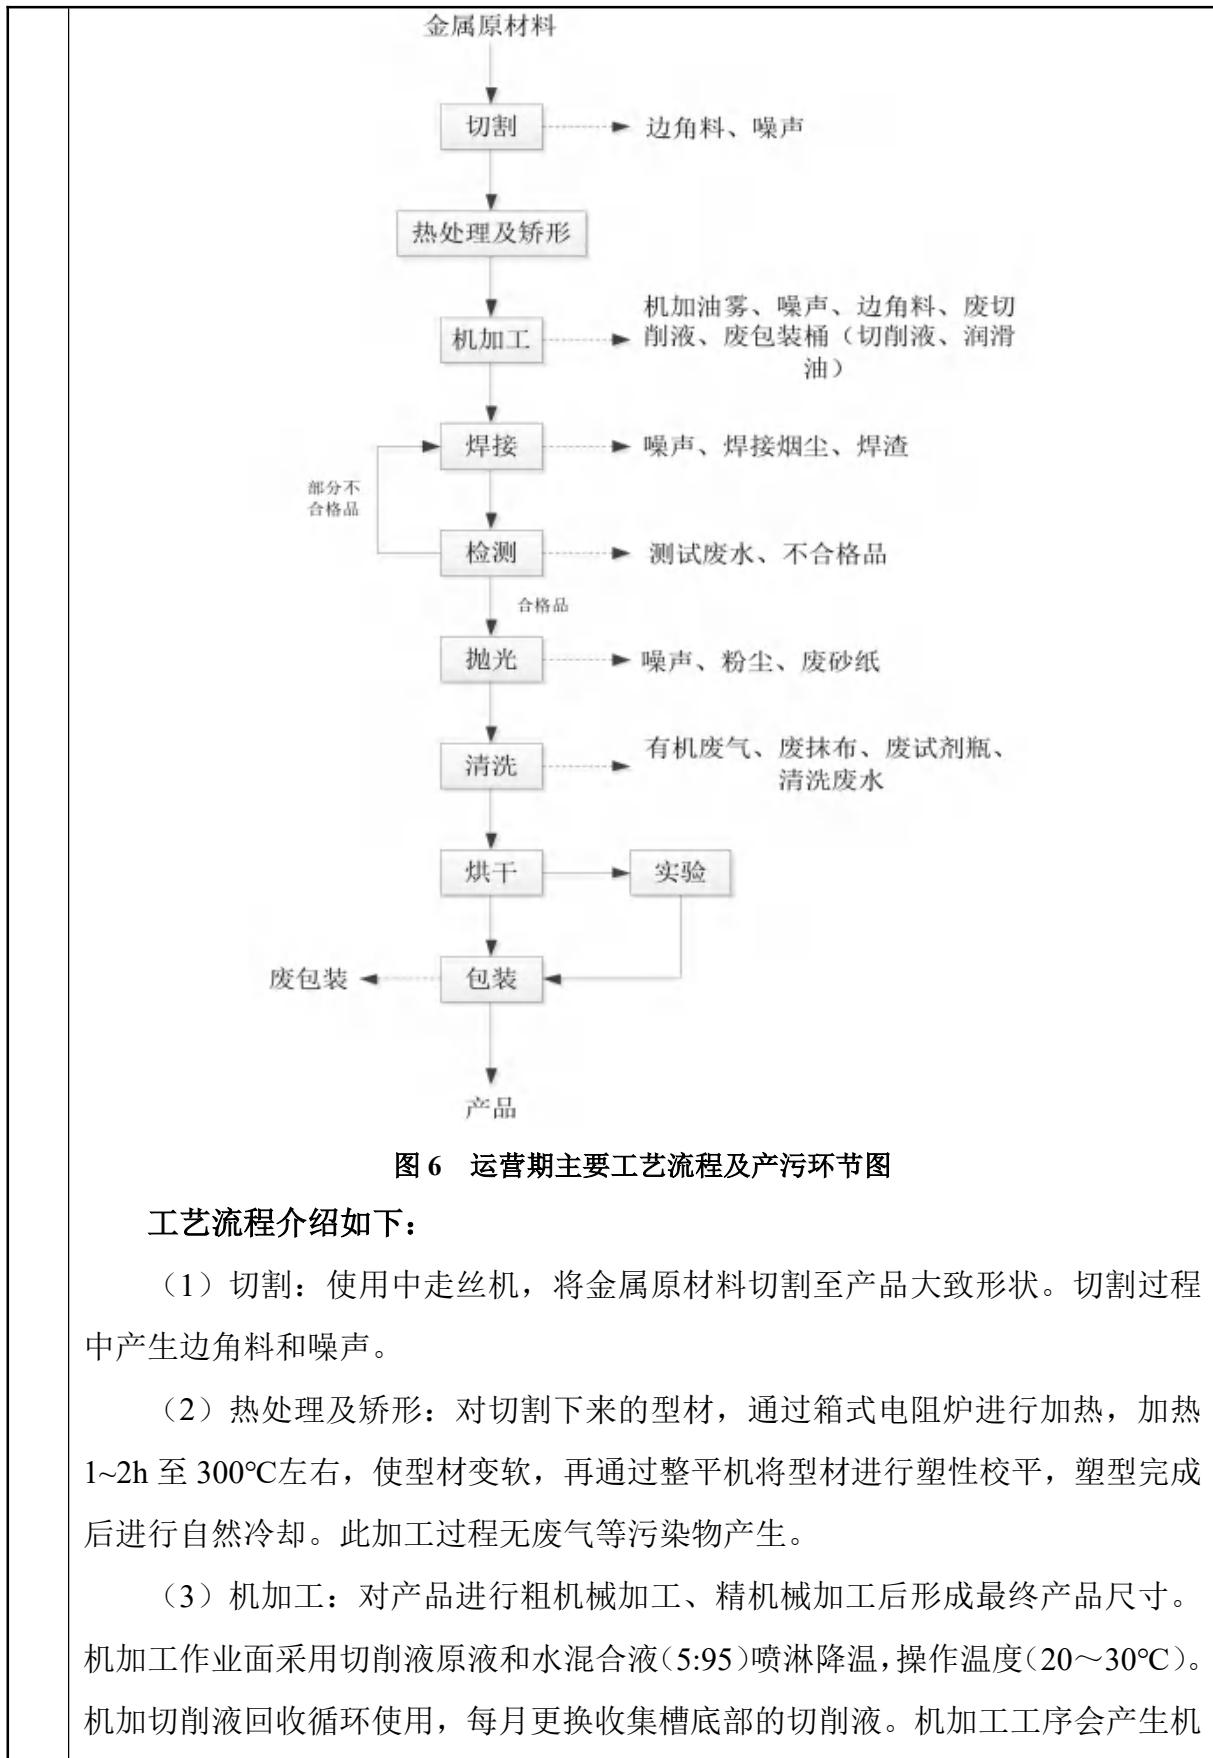 金属原材料
切割
边角料、噪声
热处理及矫形
机加工
机加油雾、噪声、边角料、废切
削液、废包装桶（切削液、润滑
油）
焊接
噪声、焊接烟尘、焊渣
部分不
合格品
检测
测试废水、不合格品
合格品
抛光
噪声、粉尘、废砂纸
清洗
有机废气、废抹布、废试剂瓶、
清洗废水
烘干
实验
废包装
包装
产品
图 6 运营期主要工艺流程及产污环节图
工艺流程介绍如下：
（1）切割：使用中走丝机，将金属原材料切割至产品大致形状。切割过程
中产生边角料和噪声。
（2）热处理及矫形：对切割下来的型材，通过箱式电阻炉进行加热，加热
1~2h 至 300℃左右，使型材变软，再通过整平机将型材进行塑性校平，塑型完成
后进行自然冷却。此加工过程无废气等污染物产生。
（3）机加工：对产品进行粗机械加工、精机械加工后形成最终产品尺寸。
机加工作业面采用切削液原液和水混合液（5:95）喷淋降温，操作温度（20～30℃）。
机加切削液回收循环使用，每月更换收集槽底部的切削液。机加工工序会产生机